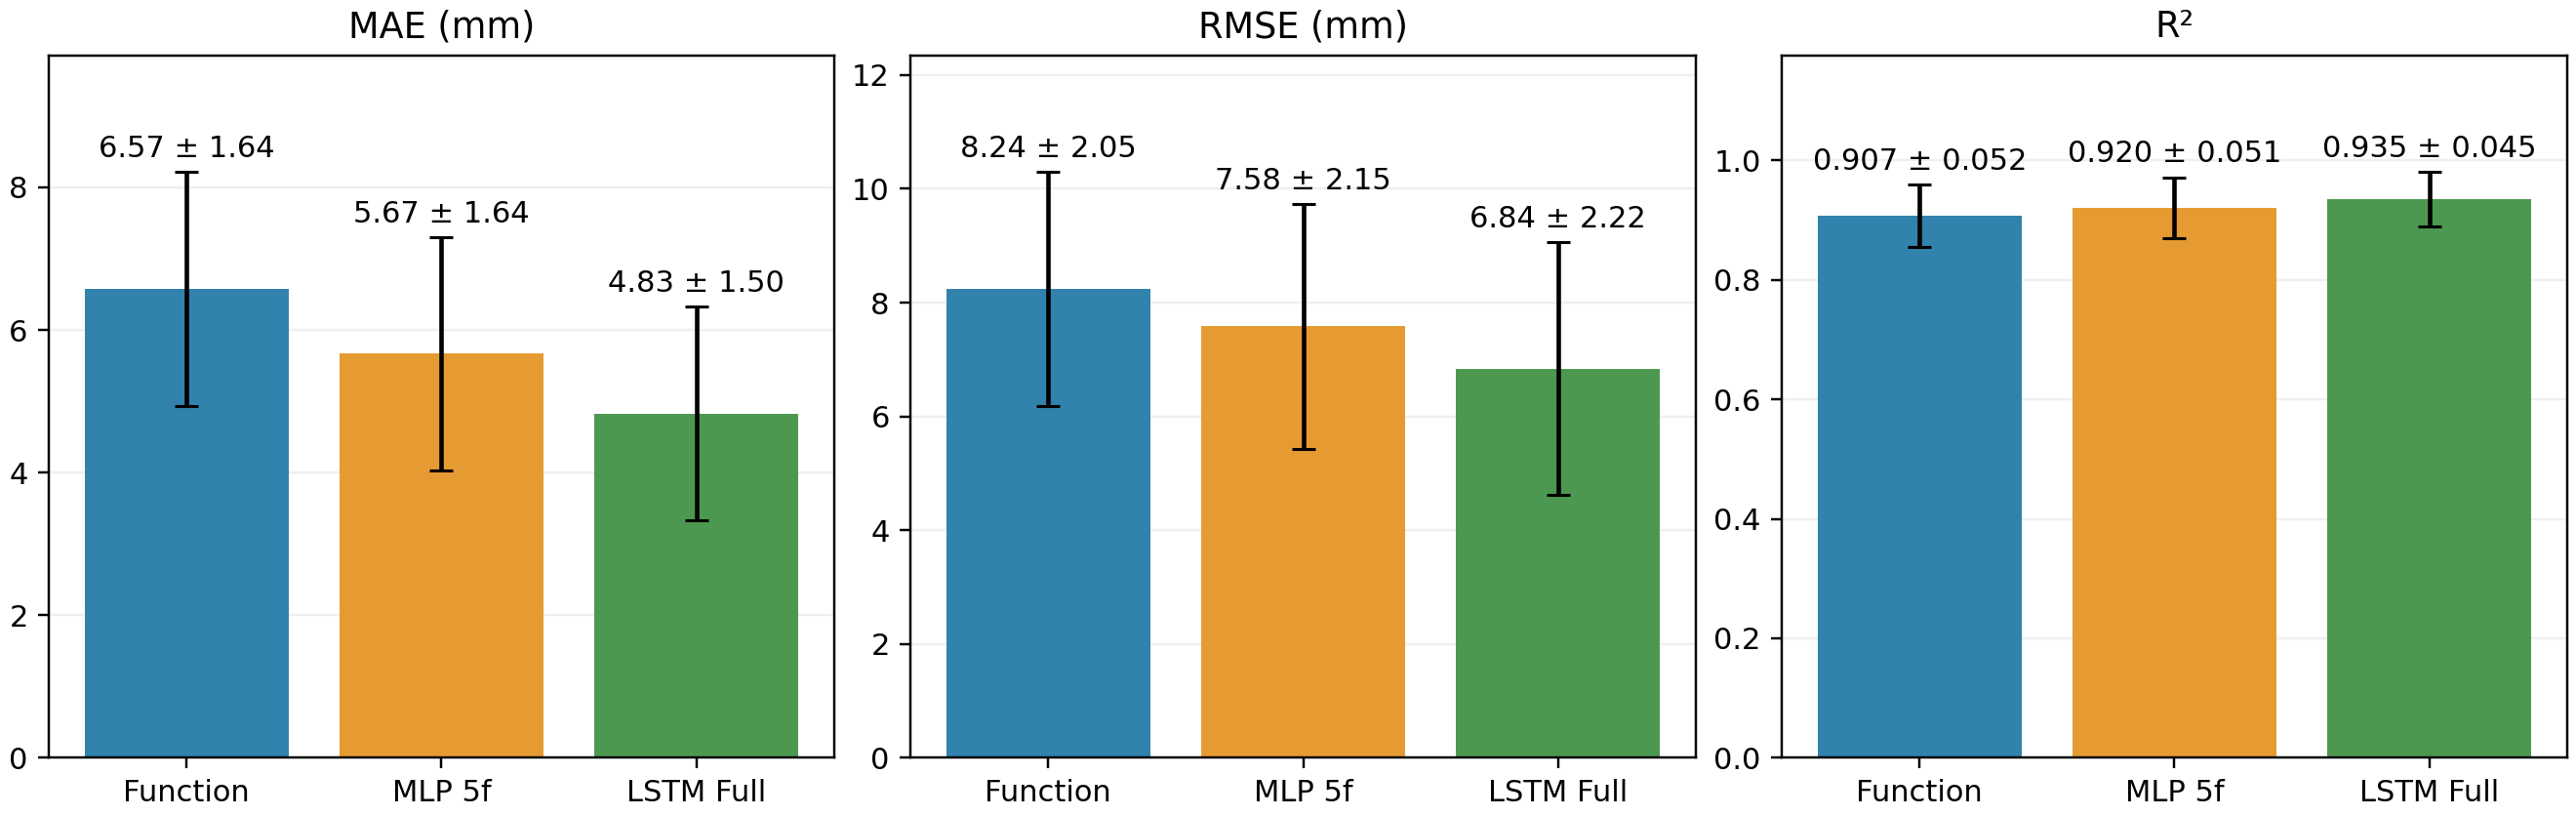 MAE (mm)
8
6
4
2
0
6.57 ± 1.64
5.67 ± 1.64
4.83 ± 1.50
Function
MLP 5f
LSTM Full
RMSE (mm)
12
10
8
6
4
2
0
8.24 ± 2.05
7.58 ± 2.15
6.84 ± 2.22
Function
MLP 5f
LSTM Full
R²
1.0
0.8
0.6
0.4
0.2
0.0
0.907 ± 0.052
0.920 ± 0.051
0.935 ± 0.045
Function
MLP 5f
LSTM Full